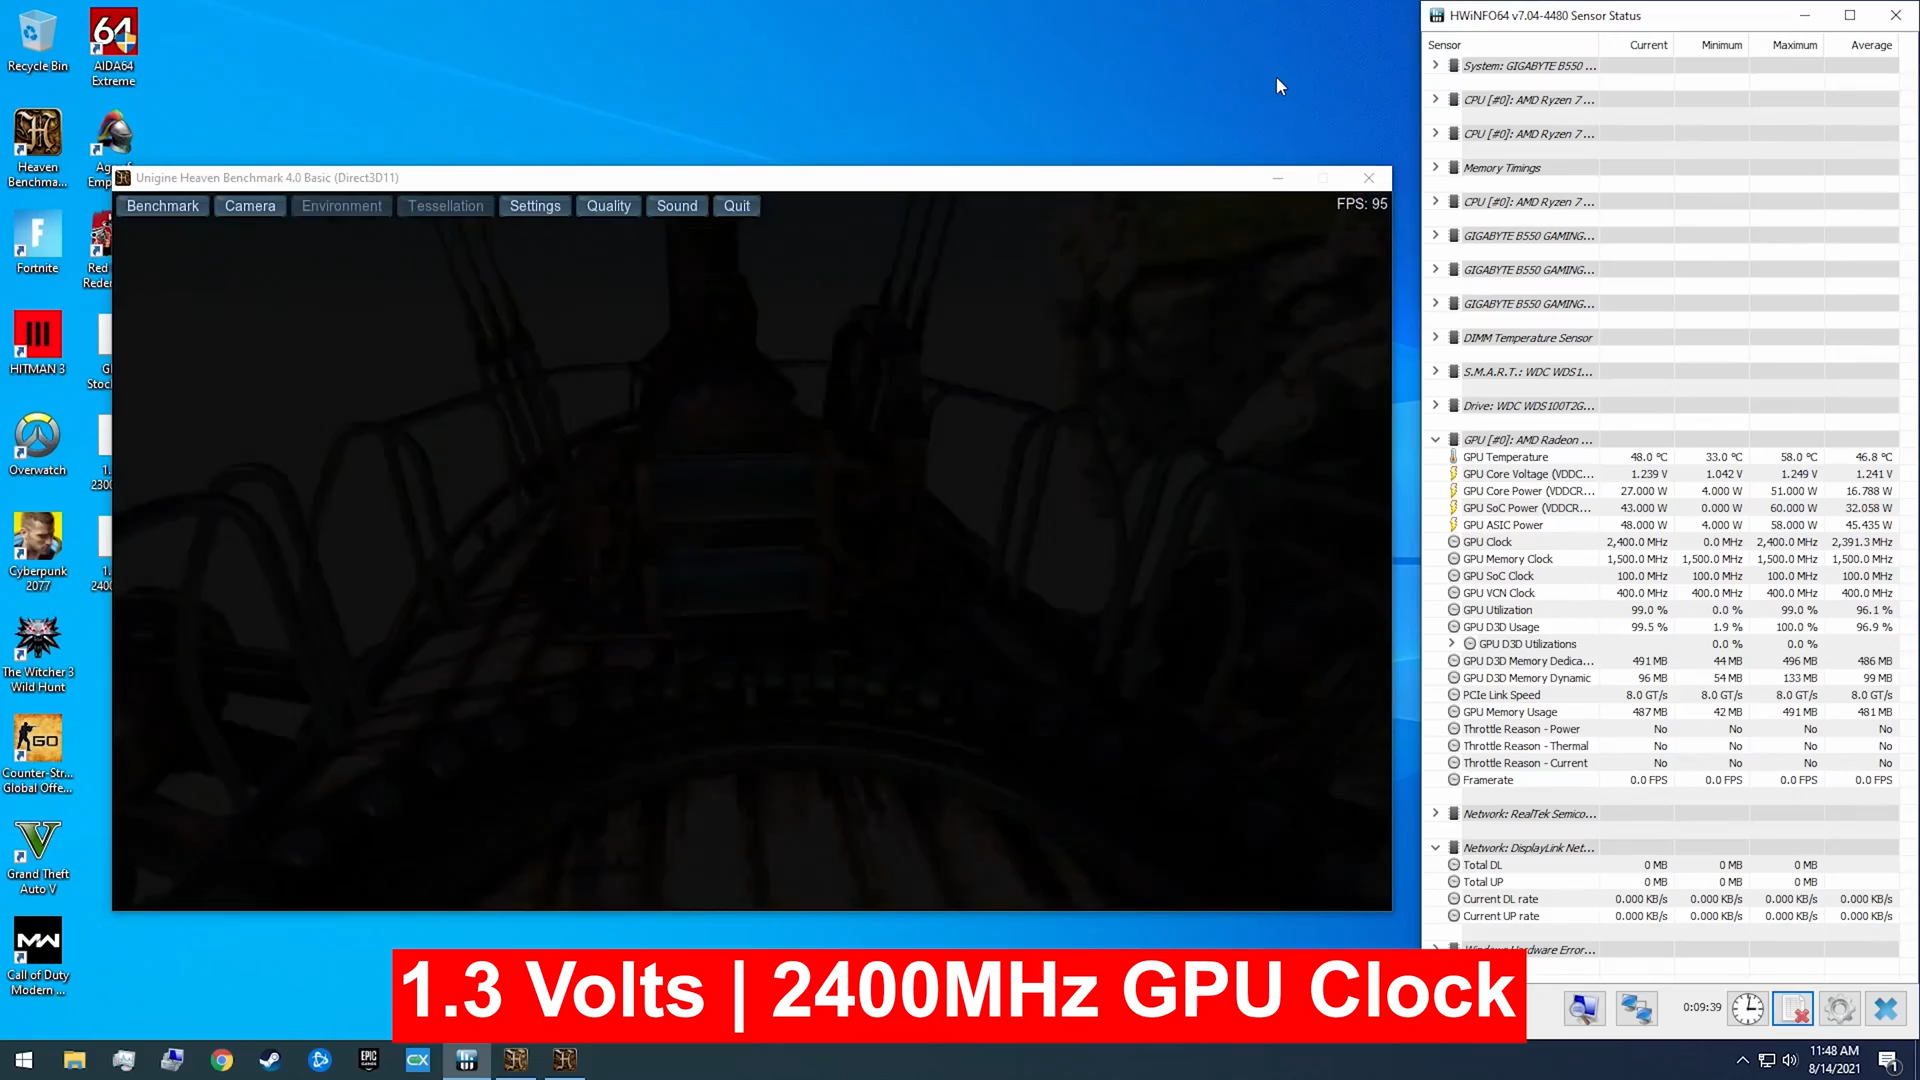 Recycle Bin
AIDA64
Extreme
Heaven
Benchma...
Age of
Emp
Fortnite
Red
Redem
HITMAN 3
Stock
Overwatch
1.
2300
Cyberpunk
2077
1.
2400
The Witcher 3
Wild Hunt
Counter-Str...
Global Offe...
Grand Theft
Auto V
Call of Duty
Modern ...
Unigine Heaven Benchmark 4.0 Basic (Direct3D11)
Benchmark Camera Environment Tessellation Settings Quality Sound Quit FPS: 95
HWiNFO64 v7.04-4480 Sensor Status
Sensor Current Minimum Maximum Average
System: GIGABYTE B550 ...
CPU [#0]: AMD Ryzen 7 ...
CPU [#0]: AMD Ryzen 7 ...
Memory Timings
CPU [#0]: AMD Ryzen 7 ...
GIGABYTE B550 GAMING...
GIGABYTE B550 GAMING...
GIGABYTE B550 GAMING...
DIMM Temperature Sensor
S.M.A.R.T.: WDC WDS1...
Drive: WDC WDS100T2G...
GPU [#0]: AMD Radeon ...
GPU Temperature 48.0 °C 33.0 °C 58.0 °C 46.8 °C
GPU Core Voltage (VDDC... 1.239 V 1.042 V 1.249 V 1.241 V
GPU Core Power (VDDCR... 27.000 W 4.000 W 51.000 W 16.788 W
GPU SoC Power (VDDCR... 43.000 W 0.000 W 60.000 W 32.058 W
GPU ASIC Power 48.000 W 4.000 W 58.000 W 45.435 W
GPU Clock 2,400.0 MHz 0.0 MHz 2,400.0 MHz 2,391.3 MHz
GPU Memory Clock 1,500.0 MHz 1,500.0 MHz 1,500.0 MHz 1,500.0 MHz
GPU SoC Clock 100.0 MHz 100.0 MHz 100.0 MHz 100.0 MHz
GPU VCN Clock 400.0 MHz 400.0 MHz 400.0 MHz 400.0 MHz
GPU Utilization 99.0 % 0.0 % 99.0 % 96.1 %
GPU D3D Usage 99.5 % 1.9 % 100.0 % 96.9 %
GPU D3D Utilizations 0.0 % 0.0 %
GPU D3D Memory Dedica... 491 MB 44 MB 496 MB 486 MB
GPU D3D Memory Dynamic 96 MB 54 MB 133 MB 99 MB
PCIe Link Speed 8.0 GT/s 8.0 GT/s 8.0 GT/s 8.0 GT/s
GPU Memory Usage 487 MB 42 MB 491 MB 481 MB
Throttle Reason - Power No No No No
Throttle Reason - Thermal No No No No
Throttle Reason - Current No No No No
Framerate 0.0 FPS 0.0 FPS 0.0 FPS 0.0 FPS
Network: RealTek Semico...
Network: DisplayLink Net...
Total DL 0 MB 0 MB 0 MB
Total UP 0 MB 0 MB 0 MB
Current DL rate 0.000 KB/s 0.000 KB/s 0.000 KB/s 0.000 KB/s
Current UP rate 0.000 KB/s 0.000 KB/s 0.000 KB/s 0.000 KB/s
Windows Hardware Error...
1.3 Volts | 2400MHz GPU Clock
0:09:39
11:48 AM
8/14/2021